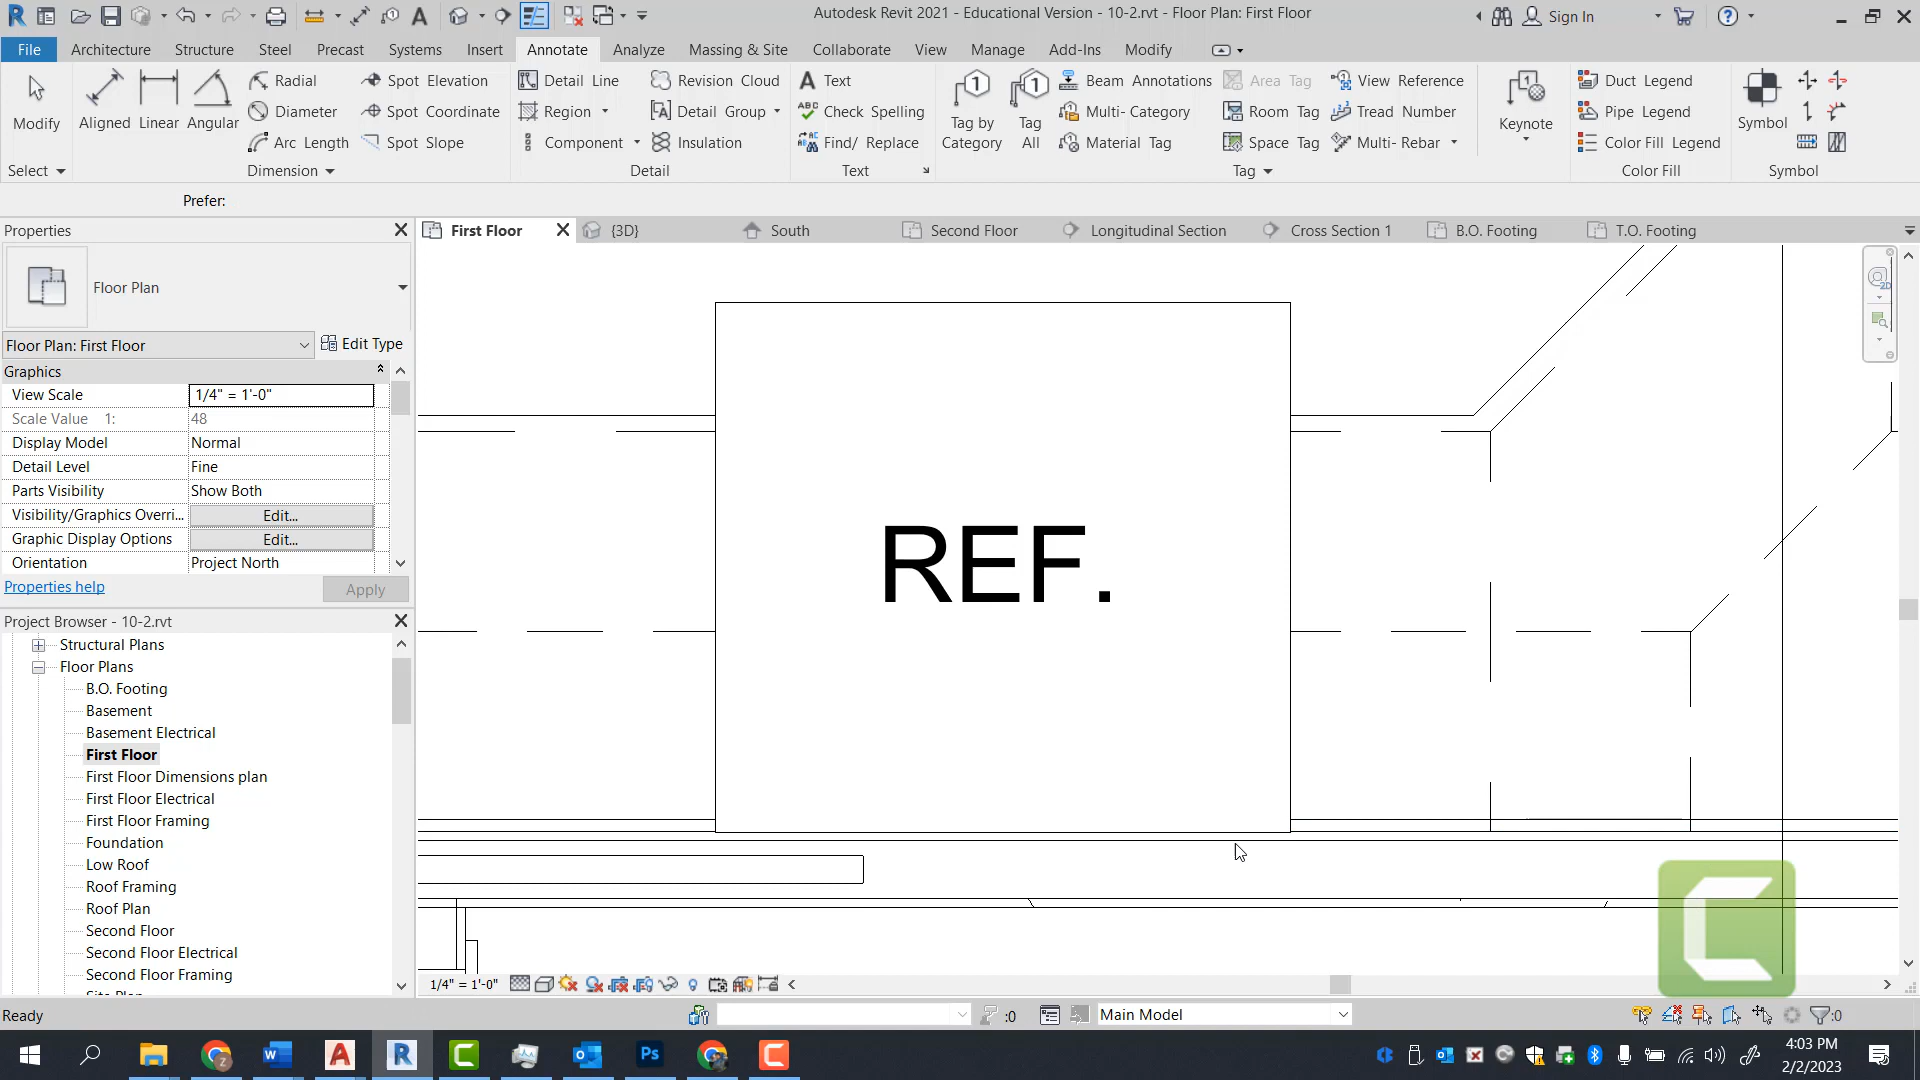 Autodesk Revit 2021 - Educational Version - 10-2.rvt - Floor Plan: First Floor
Sign In
File Architecture Structure Steel Precast Systems Insert Annotate Analyze Massing & Site Collaborate View Manage Add-Ins Modify
Modify
Select
Aligned
Linear
Angular
Radial
Diameter
Arc Length
Spot Elevation
Spot Coordinate
Spot Slope
Dimension
Detail Line
Region
Component
Revision Cloud
Detail Group
Insulation
Detail
Text
Check Spelling
Find/ Replace
Text
Tag by
Category
Tag
All
Beam Annotations
Multi- Category
Material Tag
Area Tag
Room Tag
Space Tag
View Reference
Tread Number
Multi- Rebar
Tag
Keynote
Duct Legend
Pipe Legend
Color Fill Legend
Color Fill
Symbol
Symbol
Prefer:
Properties
First Floor {3D} South Second Floor Longitudinal Section Cross Section 1 B.O. Footing T.O. Footing
Floor Plan
Floor Plan: First Floor
Edit Type
Graphics
View Scale 1/4" = 1'-0"
Scale Value 1: 48
Display Model Normal
Detail Level Fine
Parts Visibility Show Both
Visibility/Graphics Overri... Edit...
Graphic Display Options Edit...
Orientation Project North
Properties help
Apply
Project Browser - 10-2.rvt
Structural Plans
Floor Plans
B.O. Footing
Basement
Basement Electrical
First Floor
First Floor Dimensions plan
First Floor Electrical
First Floor Framing
Foundation
Low Roof
Roof Framing
Roof Plan
Second Floor
Second Floor Electrical
Second Floor Framing
REF.
2D
1/4" = 1'-0"
Ready
:0
Main Model
:0
4:03 PM
2/2/2023